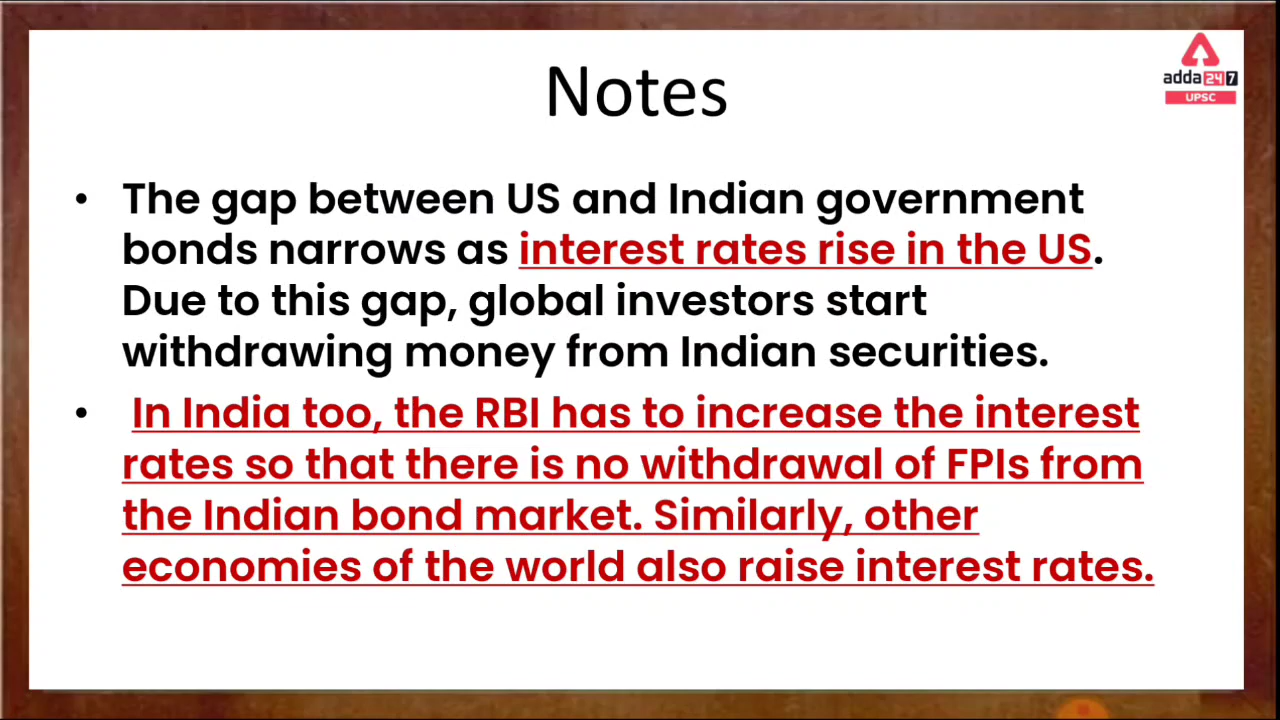 Notes
adda247
UPSC
• The gap between US and Indian government
bonds narrows as interest rates rise in the US.
Due to this gap, global investors start
withdrawing money from Indian securities.
• In India too, the RBI has to increase the interest
rates so that there is no withdrawal of FPIs from
the Indian bond market. Similarly, other
economies of the world also raise interest rates.